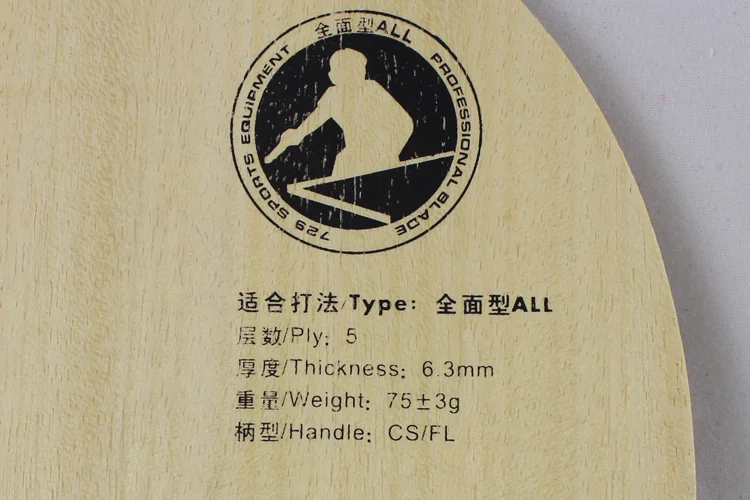 全面型ALL
729 SPORTS EQUIPMENT
PROFESSIONAL BLADE
适合打法/Type: 全面型ALL
层数/Ply: 5
厚度/Thickness: 6.3mm
重量/Weight: 75±3g
柄型/Handle: CS/FL